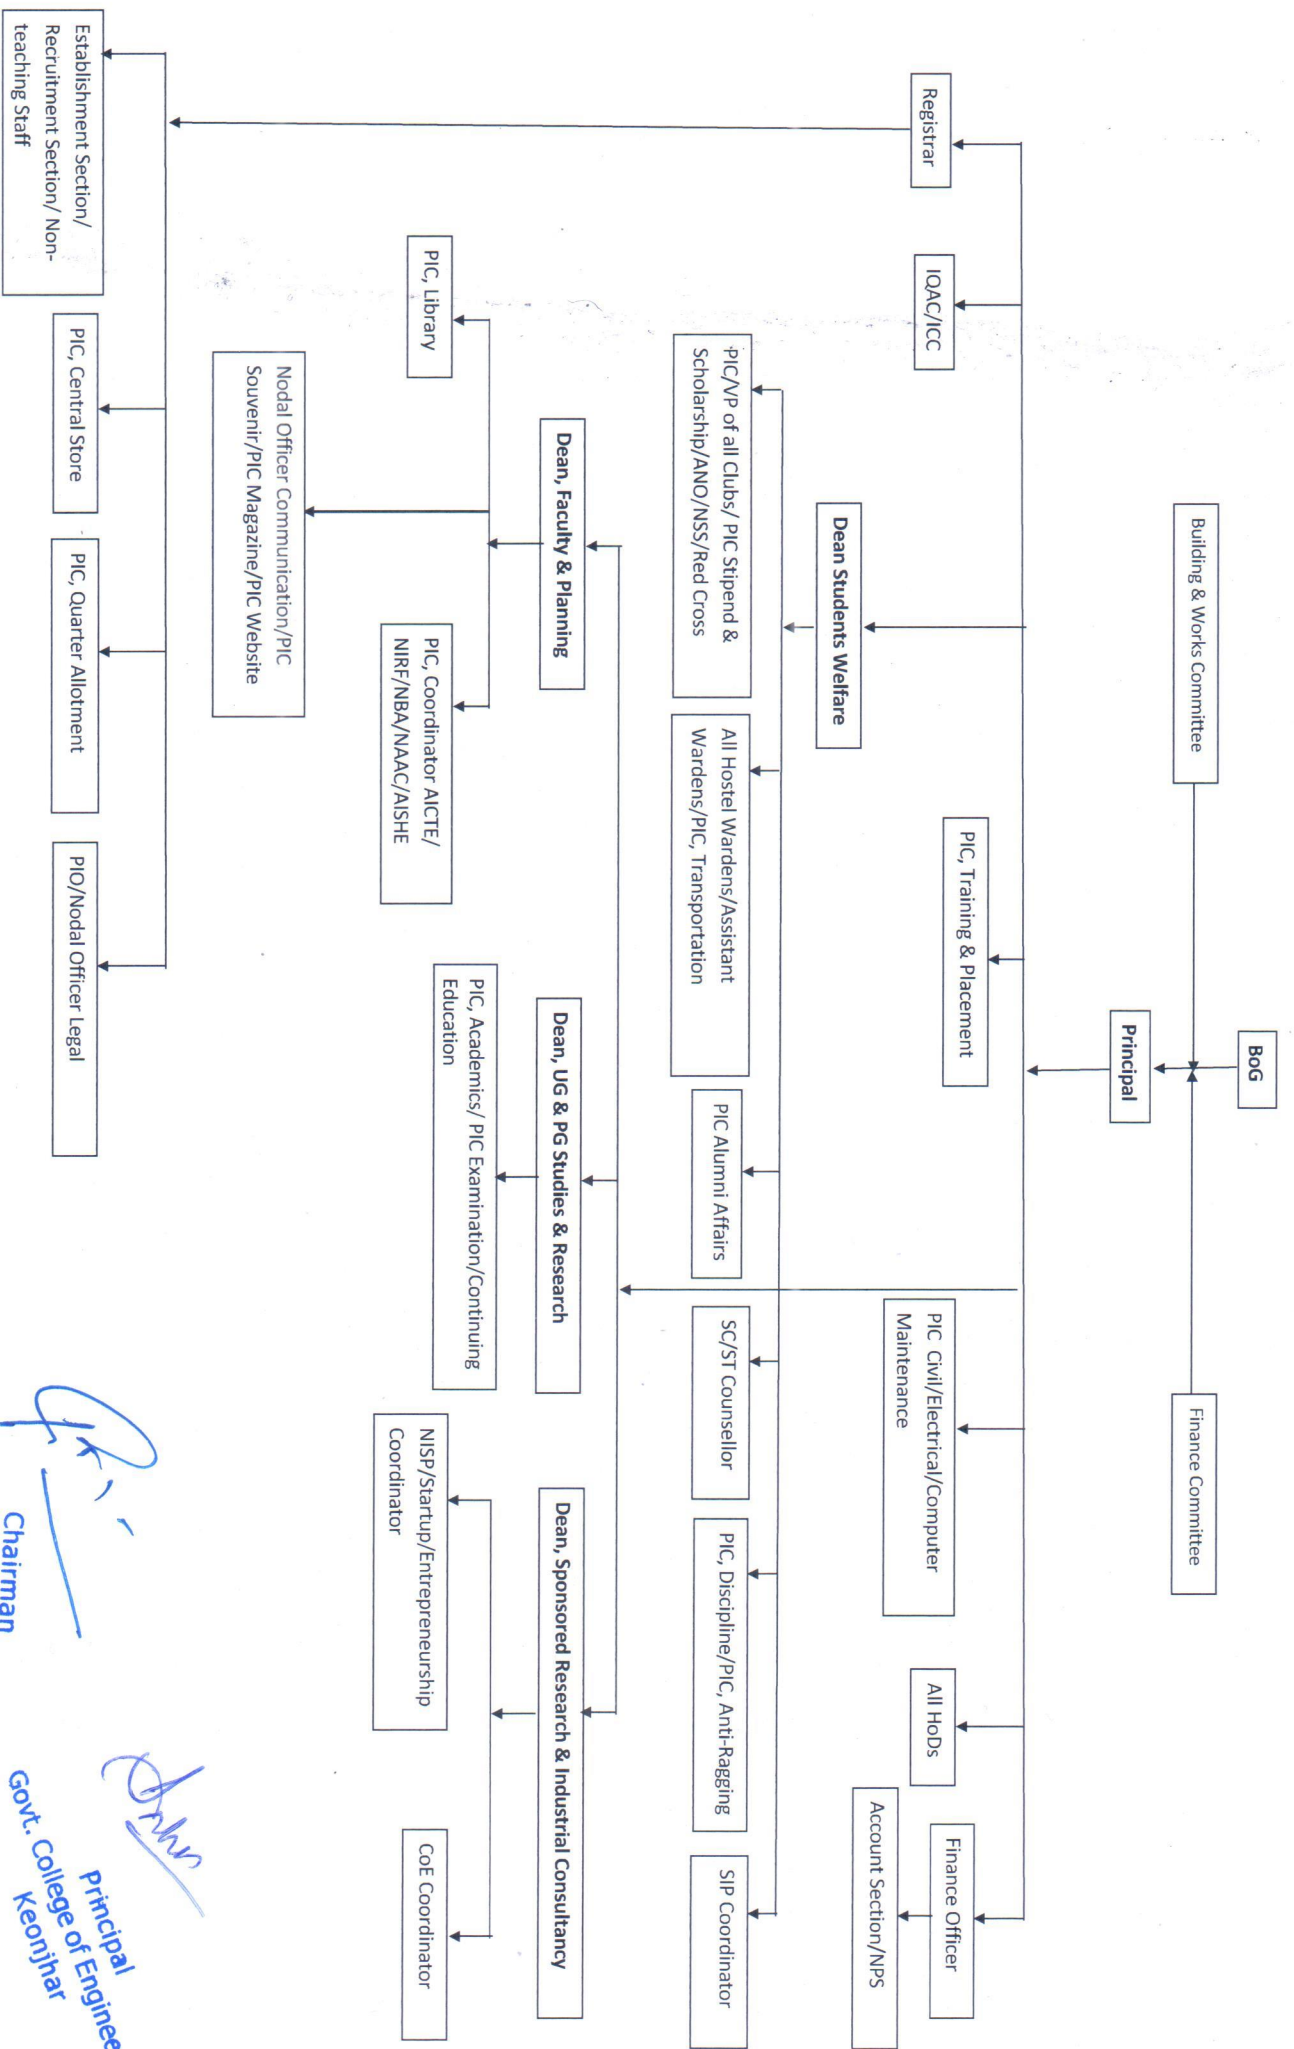 BoG
Building & Works Committee
Finance Committee
Principal
Registrar
IQAC/ICC
PIC, Training & Placement
PIC Civil/Electrical/Computer
Maintenance
All HoDs
Finance Officer
Account Section/NPS
Dean Students Welfare
PIC/VP of all Clubs/ PIC Stipend &
Scholarship/ANO/NSS/Red Cross
All Hostel Wardens/Assistant
Wardens/PIC, Transportation
PIC Alumni Affairs
SC/ST Counsellor
PIC, Discipline/PIC, Anti-Ragging
SIP Coordinator
Dean, Faculty & Planning
Dean, UG & PG Studies & Research
Dean, Sponsored Research & Industrial Consultancy
PIC, Library
PIC, Coordinator AICTE/
NIRF/NBA/NAAC/AISHE
PIC, Academics/ PIC Examination/Continuing
Education
NISP/Startup/Entrepreneurship
Coordinator
CoE Coordinator
Nodal Officer Communication/PIC
Souvenir/PIC Magazine/PIC Website
Establishment Section/
Recruitment Section/ Non-
teaching Staff
PIC, Central Store
PIC, Quarter Allotment
PIO/Nodal Officer Legal
Chairman
Principal
Govt. College of Enginee
Keonjhar